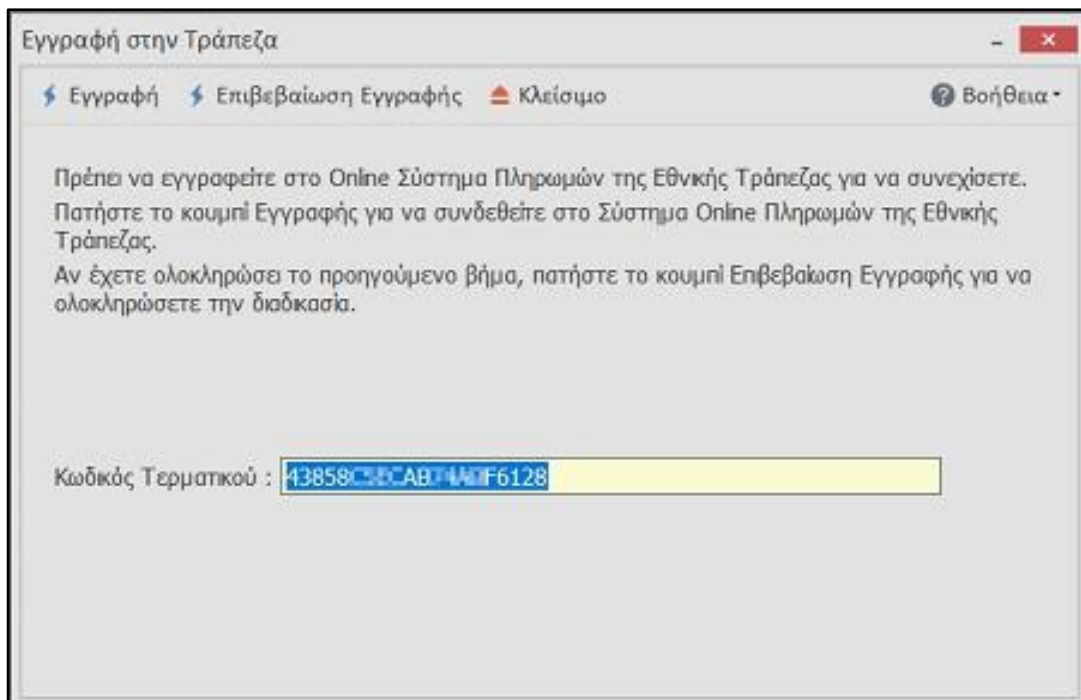 Εγγραφή στην Τράπεζα
Εγγραφή Επιβεβαίωση Εγγραφής Κλείσιμο Βοήθεια
Πρέπει να εγγραφείτε στο Online Σύστημα Πληρωμών της Εθνικής Τράπεζας για να συνεχίσετε.
Πατήστε το κουμπί Εγγραφής για να συνδεθείτε στο Σύστημα Online Πληρωμών της Εθνικής
Τράπεζας.
Αν έχετε ολοκληρώσει το προηγούμενο βήμα, πατήστε το κουμπί Επιβεβαίωση Εγγραφής για να
ολοκληρώσετε την διαδικασία.
Κωδικός Τερματικού :